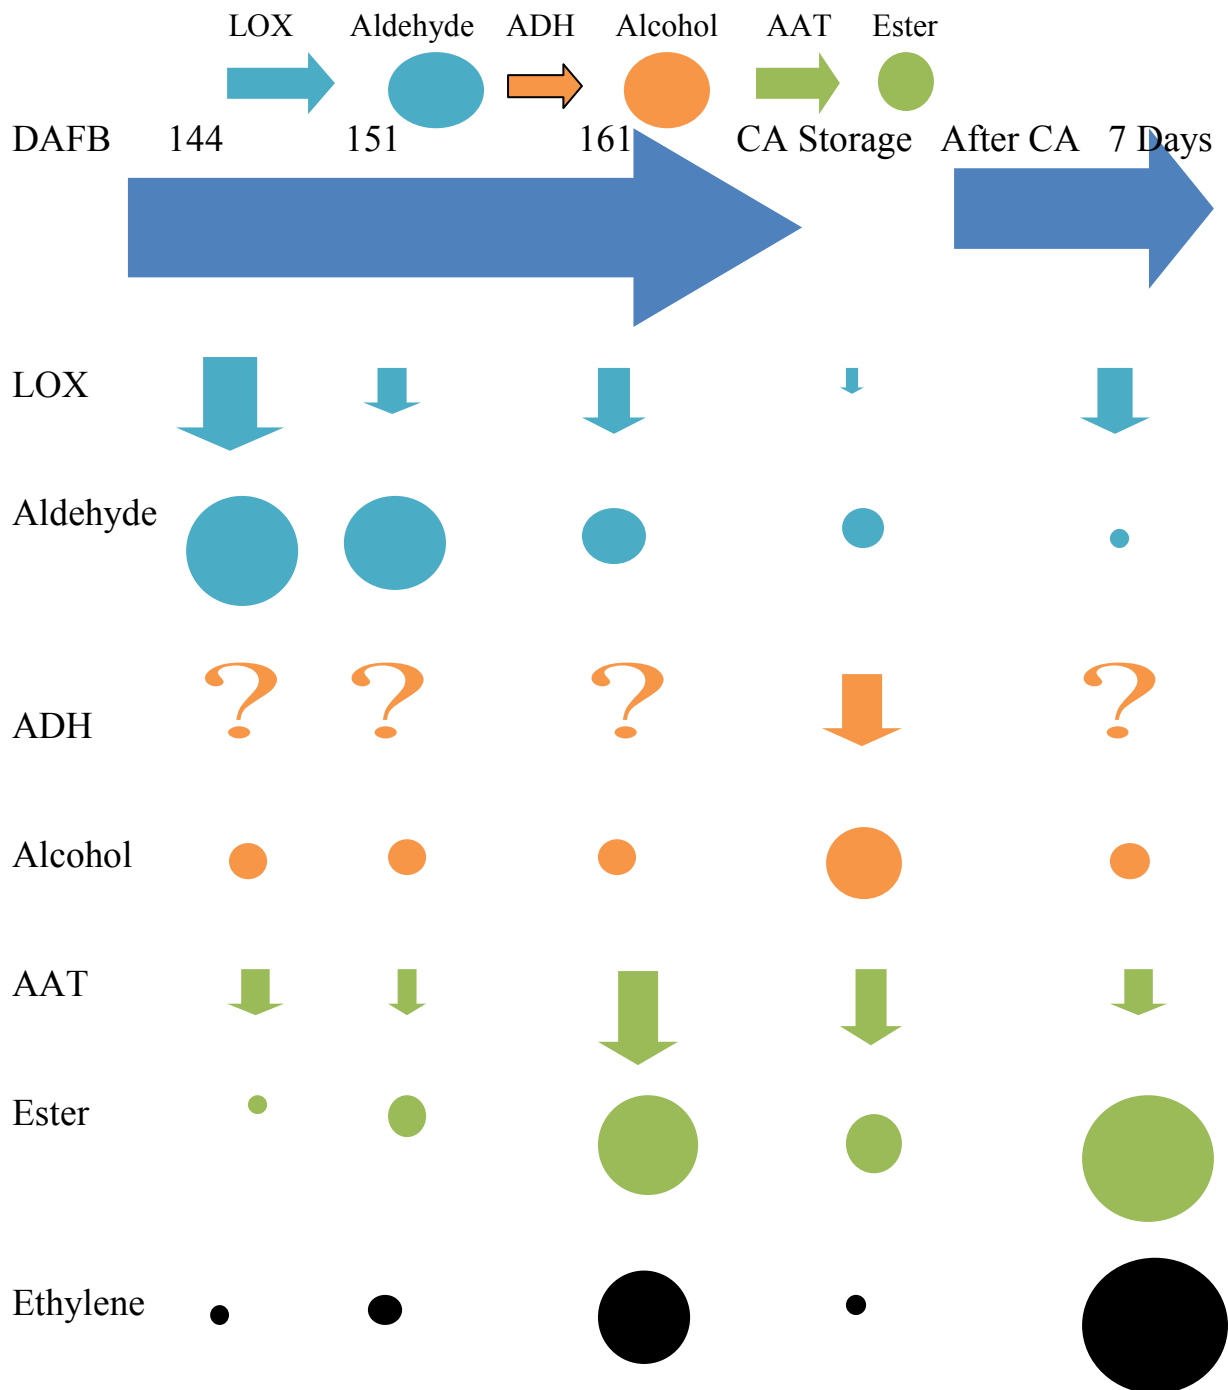 LOX Aldehyde ADH Alcohol AAT Ester
DAFB 144 151 161 CA Storage After CA 7 Days
LOX
Aldehyde
? ? ? ?
ADH
Alcohol
AAT
Ester
Ethylene